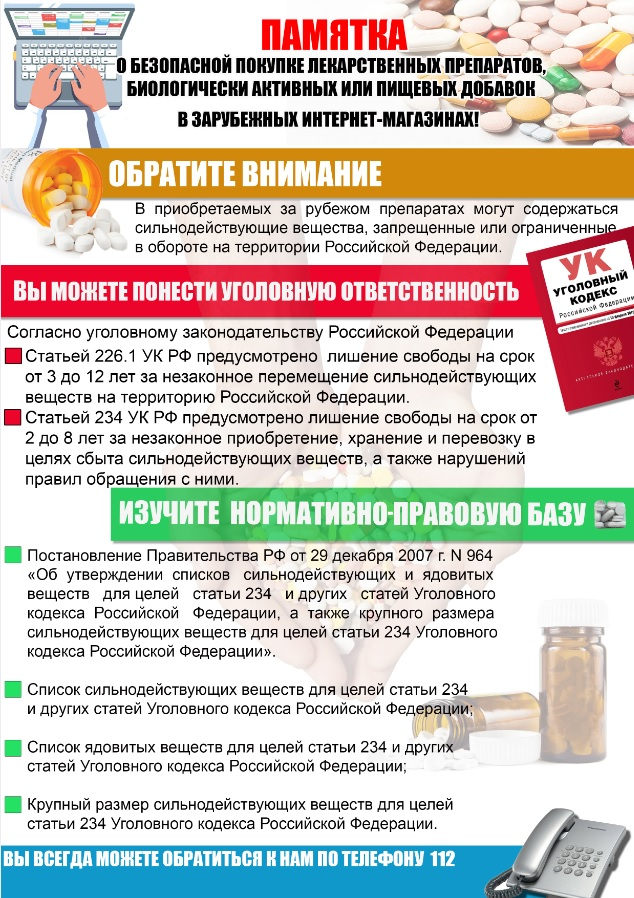 ПАМЯТКА
О БЕЗОПАСНОЙ ПОКУПКЕ ЛЕКАРСТВЕННЫХ ПРЕПАРАТОВ,
БИОЛОГИЧЕСКИ АКТИВНЫХ ИЛИ ПИЩЕВЫХ ДОБАВОК
В ЗАРУБЕЖНЫХ ИНТЕРНЕТ-МАГАЗИНАХ!
ОБРАТИТЕ ВНИМАНИЕ
В приобретаемых за рубежом препаратах могут содержаться
сильнодействующие вещества, запрещенные или ограниченные
в обороте на территории Российской Федерации.
ВЫ МОЖЕТЕ ПОНЕСТИ УГОЛОВНУЮ ОТВЕТСТВЕННОСТЬ
УК
УГОЛОВНЫЙ
КОДЕКС
Российской Федерации
Согласно уголовному законодательству Российской Федерации
Статьей 226.1 УК РФ предусмотрено лишение свободы на срок
от 3 до 12 лет за незаконное перемещение сильнодействующих
веществ на территорию Российской Федерации.
Статьей 234 УК РФ предусмотрено лишение свободы на срок от
2 до 8 лет за незаконное приобретение, хранение и перевозку в
целях сбыта сильнодействующих веществ, а также нарушений
правил обращения с ними.
ИЗУЧИТЕ НОРМАТИВНО-ПРАВОВУЮ БАЗУ
Постановление Правительства РФ от 29 декабря 2007 г. N 964
«Об утверждении списков сильнодействующих и ядовитых
веществ для целей статьи 234 и других статей Уголовного
кодекса Российской Федерации, а также крупного размера
сильнодействующих веществ для целей статьи 234 Уголовного
кодекса Российской Федерации».
Список сильнодействующих веществ для целей статьи 234
и других статей Уголовного кодекса Российской Федерации;
Список ядовитых веществ для целей статьи 234 и других
статей Уголовного кодекса Российской Федерации;
Крупный размер сильнодействующих веществ для целей
статьи 234 Уголовного кодекса Российской Федерации.
ВЫ ВСЕГДА МОЖЕТЕ ОБРАТИТЬСЯ К НАМ ПО ТЕЛЕФОНУ 112